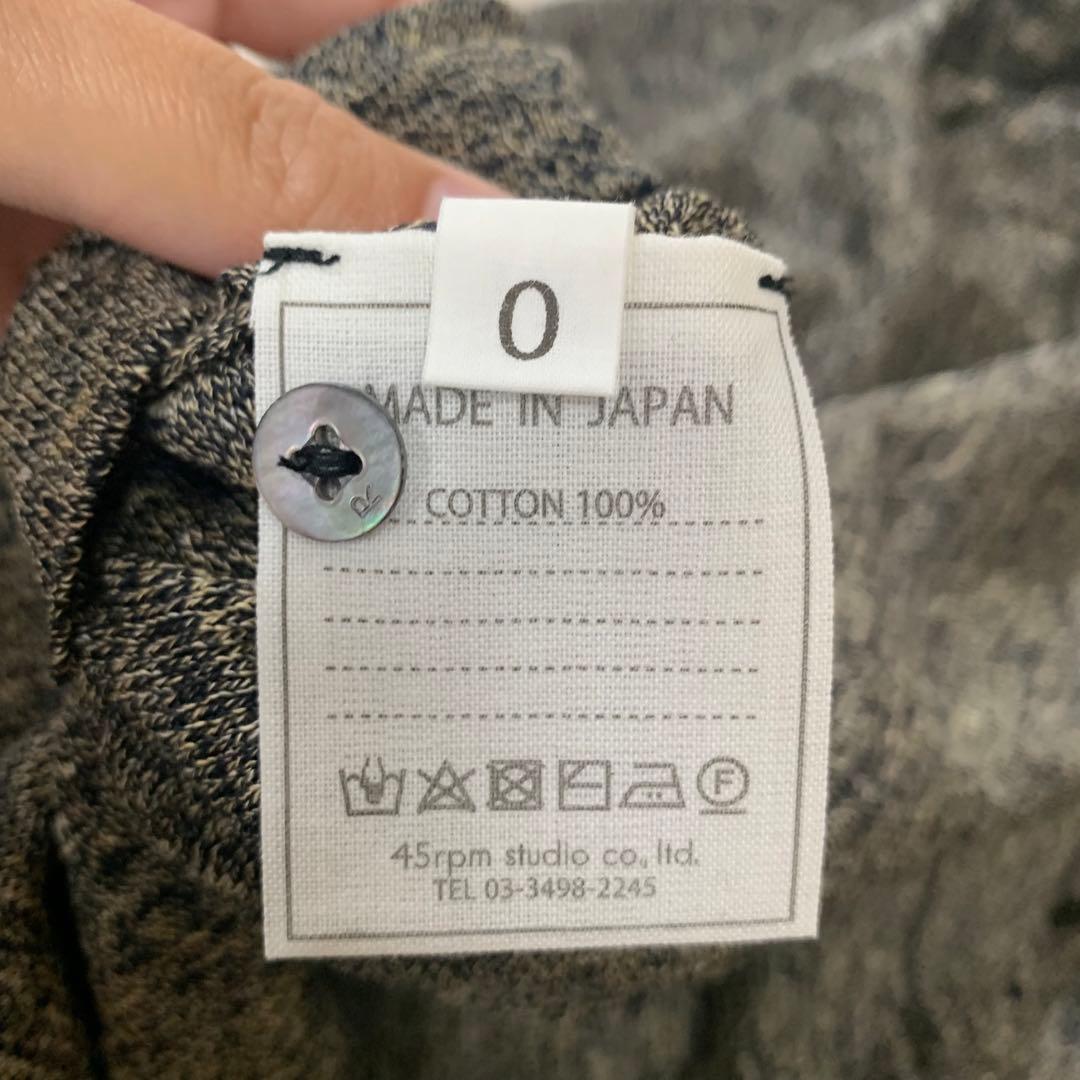 0
MADE IN JAPAN
R
COTTON 100%
F
45rpm studio co., ltd.
TEL 03-3498-2245